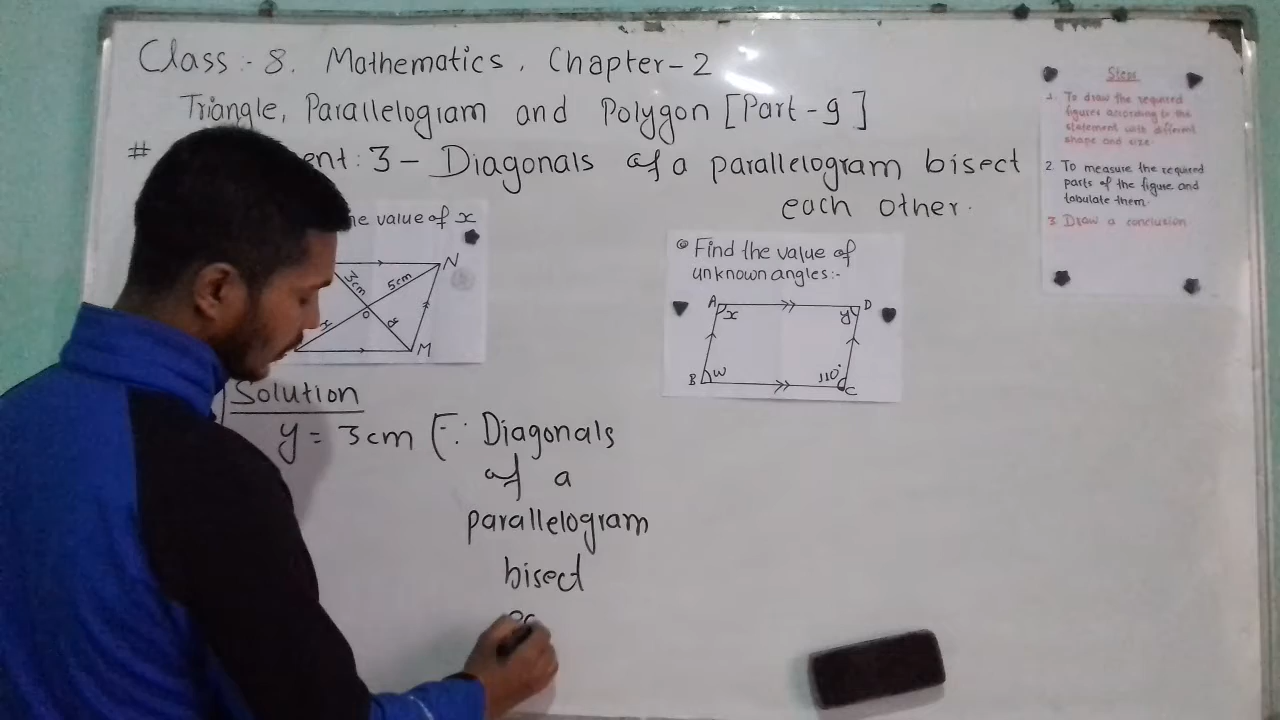 Class :- 8. Mathematics. Chapter-2
Triangle, Parallelogram and Polygon [Part-9]
# ent: 3 – Diagonals of a parallelogram bisect
each other.
he value of x
N
3cm
5cm
O
x
y
M
Solution
y = 3cm (∵ Diagonals
of a
parallelogram
bisect
Find the value of
unknown angles:-
A
D
x
y
B
w
110°
C
Steps
1. To draw the required
figures according to the
statement with different
shape and size.
2. To measure the required
parts of the figure and
tabulate them.
3. Draw a conclusion